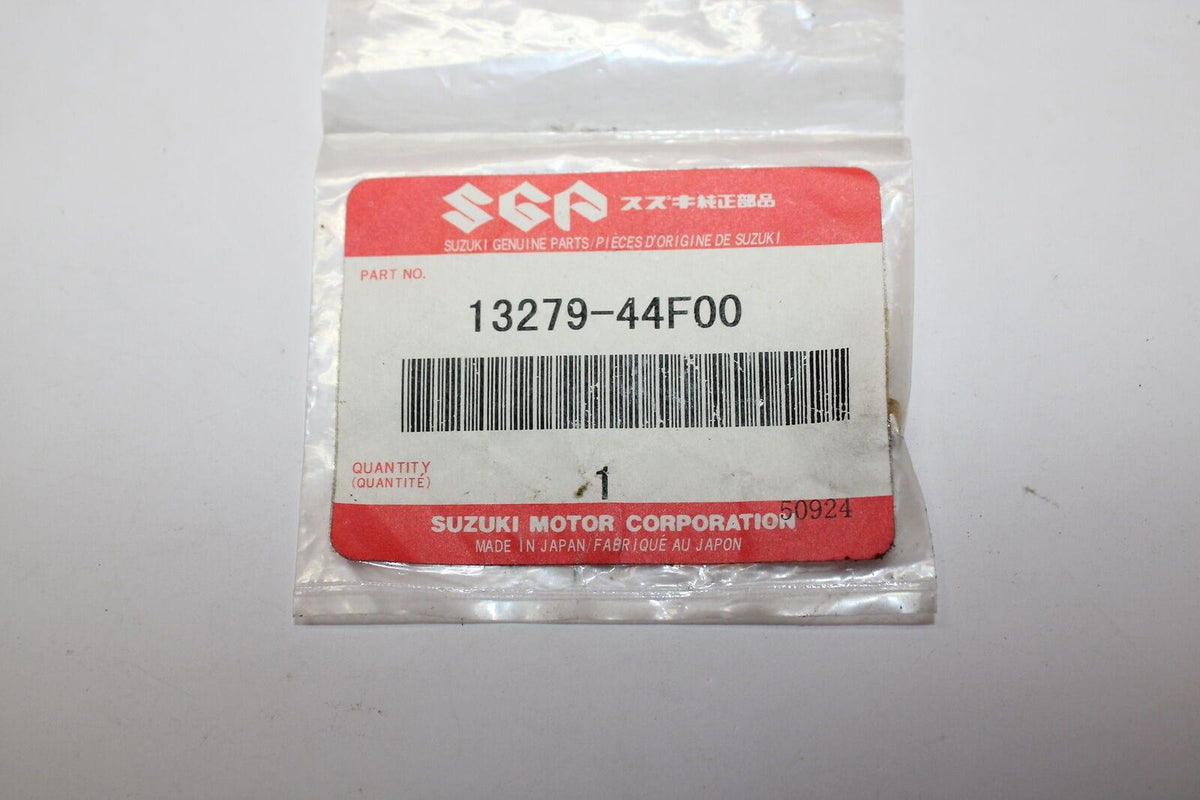 SGP スズキ純正部品
SUZUKI GENUINE PARTS/PIÈCES D'ORIGINE DE SUZUKI
PART NO.
13279-44F00
QUANTITY
(QUANTITÉ)
1
50924
SUZUKI MOTOR CORPORATION
MADE IN JAPAN/FABRIQUÉ AU JAPON